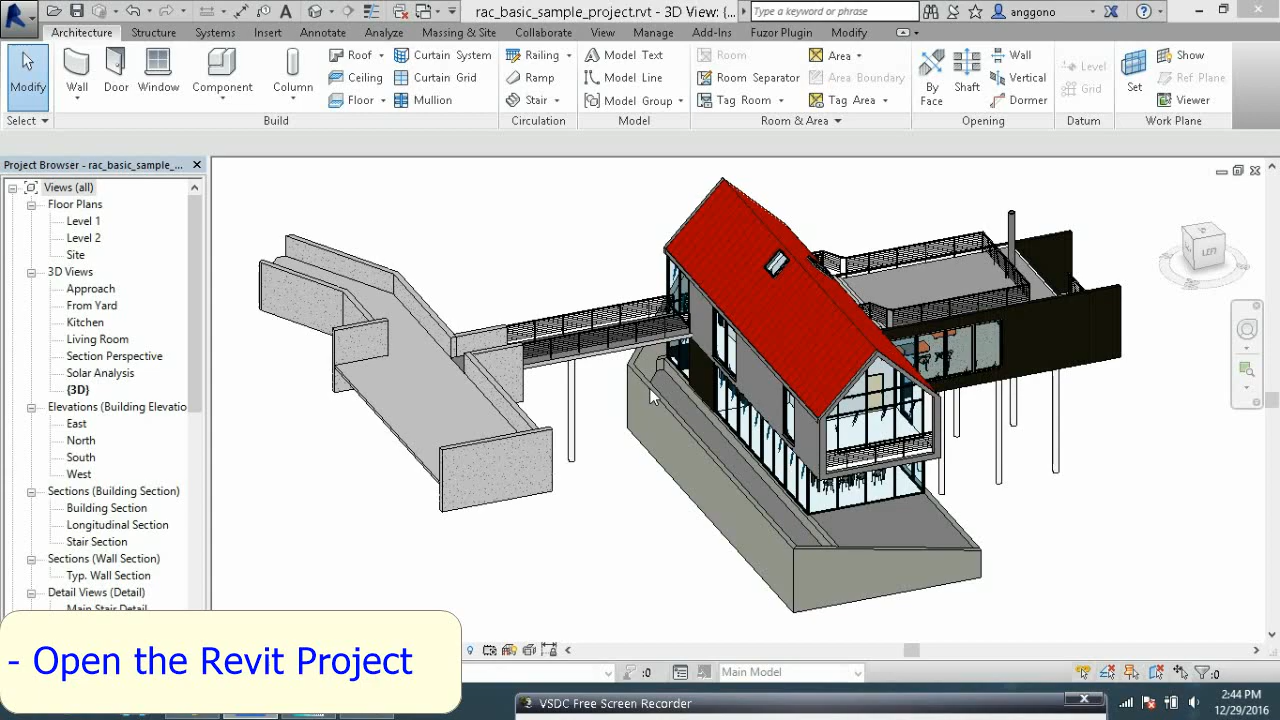 rac_basic_sample_project.rvt - 3D View: {...
Type a keyword or phrase
anggono
Architecture Structure Systems Insert Annotate Analyze Massing & Site Collaborate View Manage Add-Ins Fuzor Plugin Modify
Modify
Wall
Door
Window
Component
Column
Roof
Ceiling
Floor
Curtain System
Curtain Grid
Mullion
Railing
Ramp
Stair
Model Text
Model Line
Model Group
Room
Room Separator
Tag Room
Area
Area Boundary
Tag Area
By
Face
Shaft
Wall
Vertical
Dormer
Level
Grid
Set
Show
Ref Plane
Viewer
Select Build Circulation Model Room & Area Opening Datum Work Plane
Project Browser - rac_basic_sample_...
Views (all)
Floor Plans
Level 1
Level 2
Site
3D Views
Approach
From Yard
Kitchen
Living Room
Section Perspective
Solar Analysis
{3D}
Elevations (Building Elevatio
East
North
South
West
Sections (Building Section)
Building Section
Longitudinal Section
Stair Section
Sections (Wall Section)
Typ. Wall Section
Detail Views (Detail)
Main Stair Detail
LEFT
- Open the Revit Project
:0
Main Model
:0
VSDC Free Screen Recorder
2:44 PM
12/29/2016